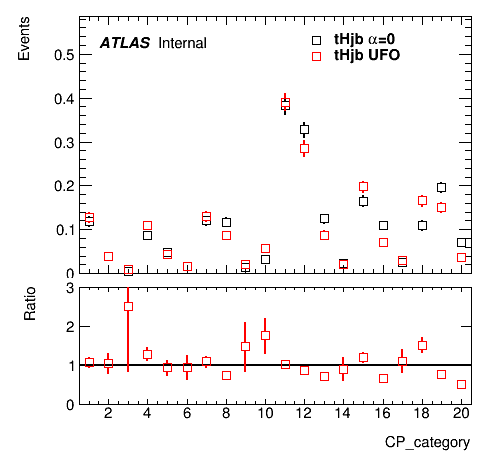 Events
ATLAS Internal
tHjb α=0
tHjb UFO
0.5
0.4
0.3
0.2
0.1
0
Ratio
3
2
1
0
2 4 6 8 10 12 14 16 18 20
CP_category